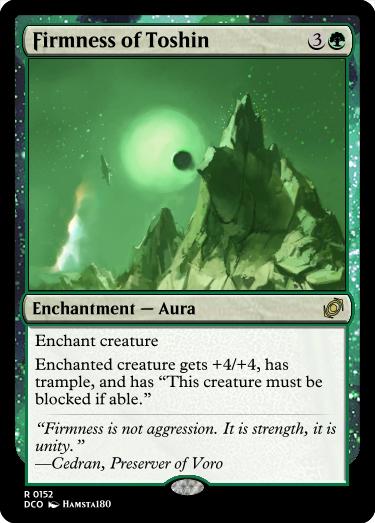 Firmness of Toshin 3
Enchantment — Aura
Enchant creature
Enchanted creature gets +4/+4, has
trample, and has “This creature must be
blocked if able.”
“Firmness is not aggression. It is strength, it is
unity.”
—Cedran, Preserver of Voro
R 0152
DCO Hamsta180